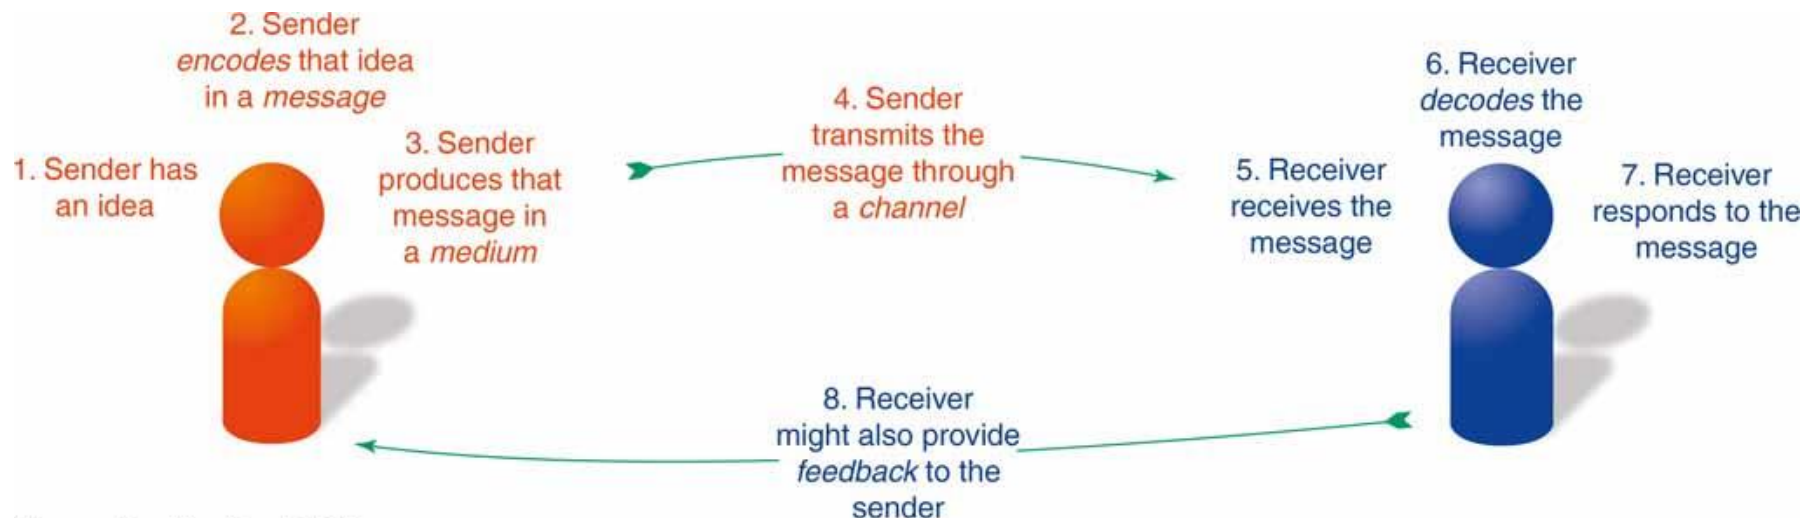 1. Sender has
an idea
2. Sender
encodes that idea
in a message
3. Sender
produces that
message in
a medium
4. Sender
transmits the
message through
a channel
5. Receiver
receives the
message
6. Receiver
decodes the
message
7. Receiver
responds to the
message
8. Receiver
might also provide
feedback to the
sender